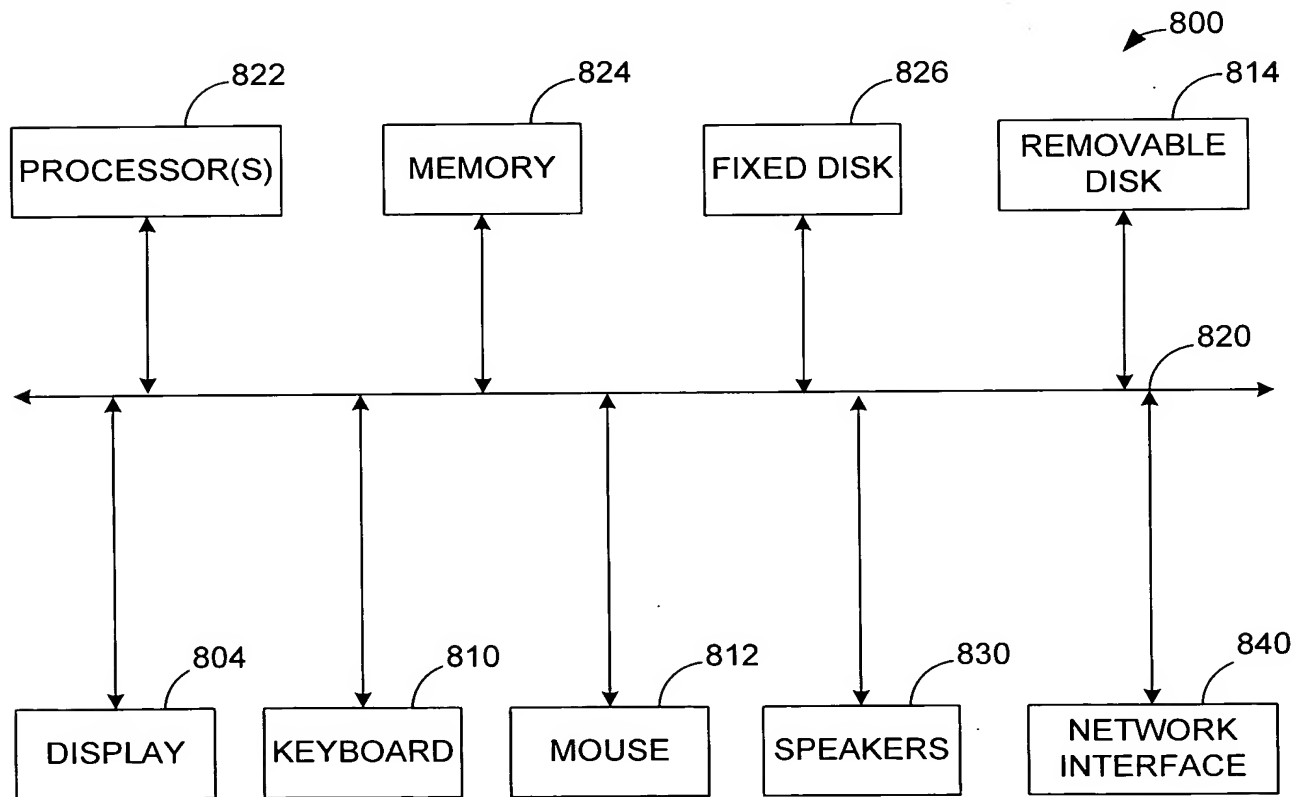 800
822
824
826
814
PROCESSOR(S)
MEMORY
FIXED DISK
REMOVABLE
DISK
820
804
810
812
830
840
DISPLAY
KEYBOARD
MOUSE
SPEAKERS
NETWORK
INTERFACE